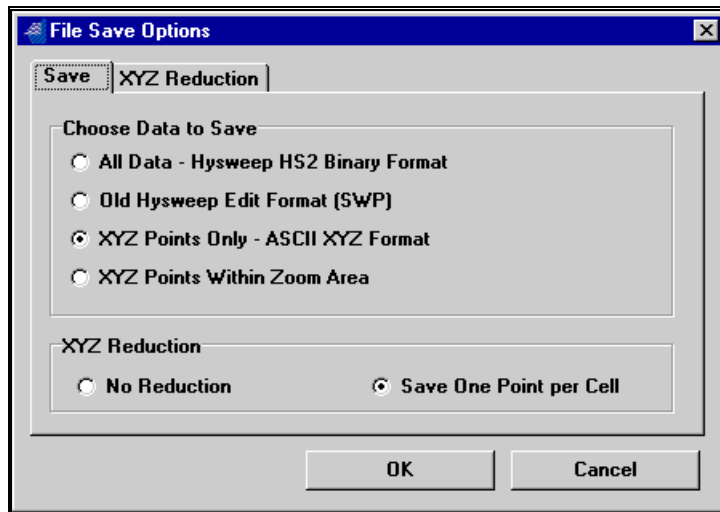 File Save Options
Save XYZ Reduction
Choose Data to Save
All Data - Hysweep HS2 Binary Format
Old Hysweep Edit Format (SWP)
XYZ Points Only - ASCII XYZ Format
XYZ Points Within Zoom Area
XYZ Reduction
No Reduction Save One Point per Cell
OK Cancel